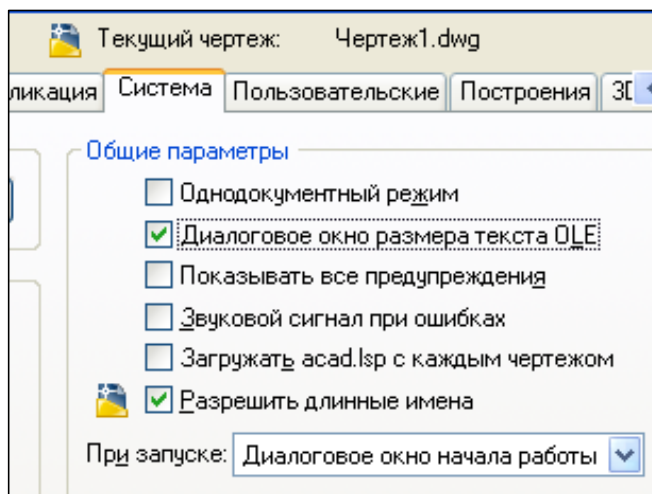 Текущий чертеж: Чертеж1.dwg
ликация Система Пользовательские Построения 3D
Общие параметры
Однодокументный режим
Диалоговое окно размера текста OLE
Показывать все предупреждения
Звуковой сигнал при ошибках
Загружать acad.lsp с каждым чертежом
Разрешить длинные имена
При запуске: Диалоговое окно начала работы